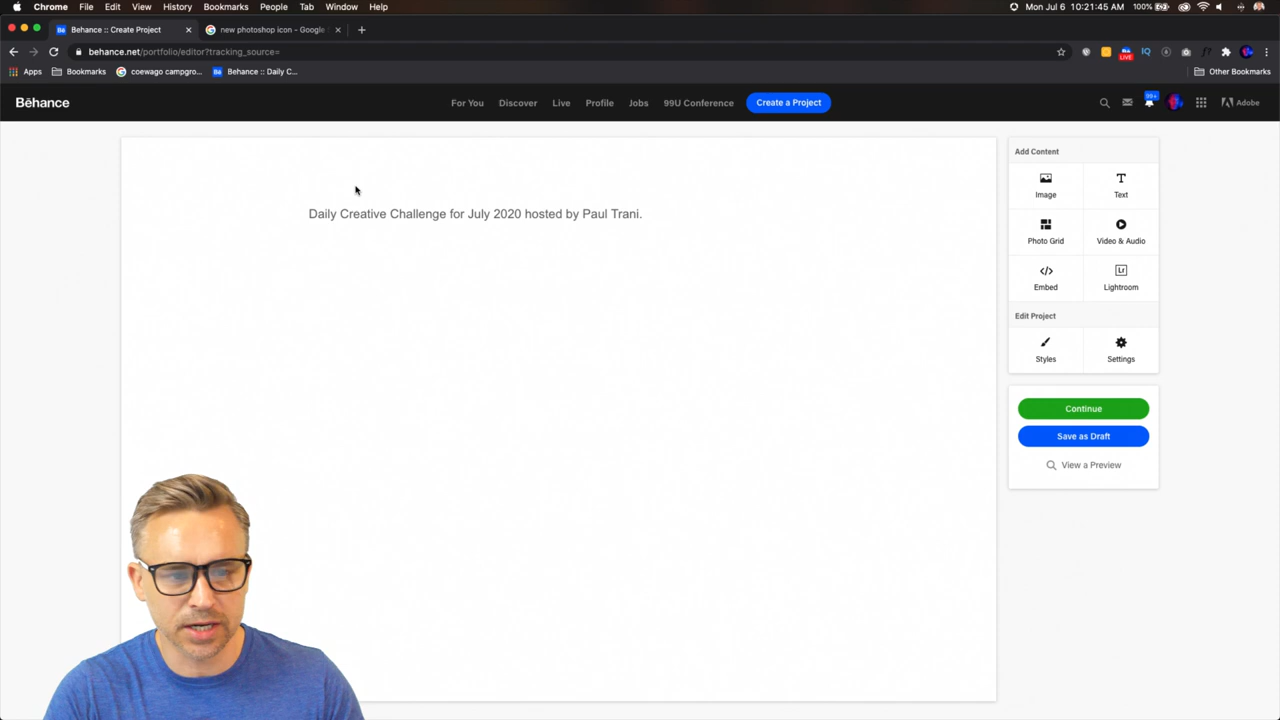 Chrome File Edit View History Bookmarks People Tab Window Help
Mon Jul 6 10:21:45 AM 100%
Behance :: Create Project
new photoshop icon - Google
behance.net/portfolio/editor?tracking_source=
LIVE
Apps Bookmarks coewago campgro... Behance :: Daily C... Other Bookmarks
Bēhance For You Discover Live Profile Jobs 99U Conference Create a Project 99+ Adobe
Add Content
Image Text
Photo Grid Video & Audio
Embed Lightroom
Edit Project
Styles Settings
Continue
Save as Draft
View a Preview
Daily Creative Challenge for July 2020 hosted by Paul Trani.